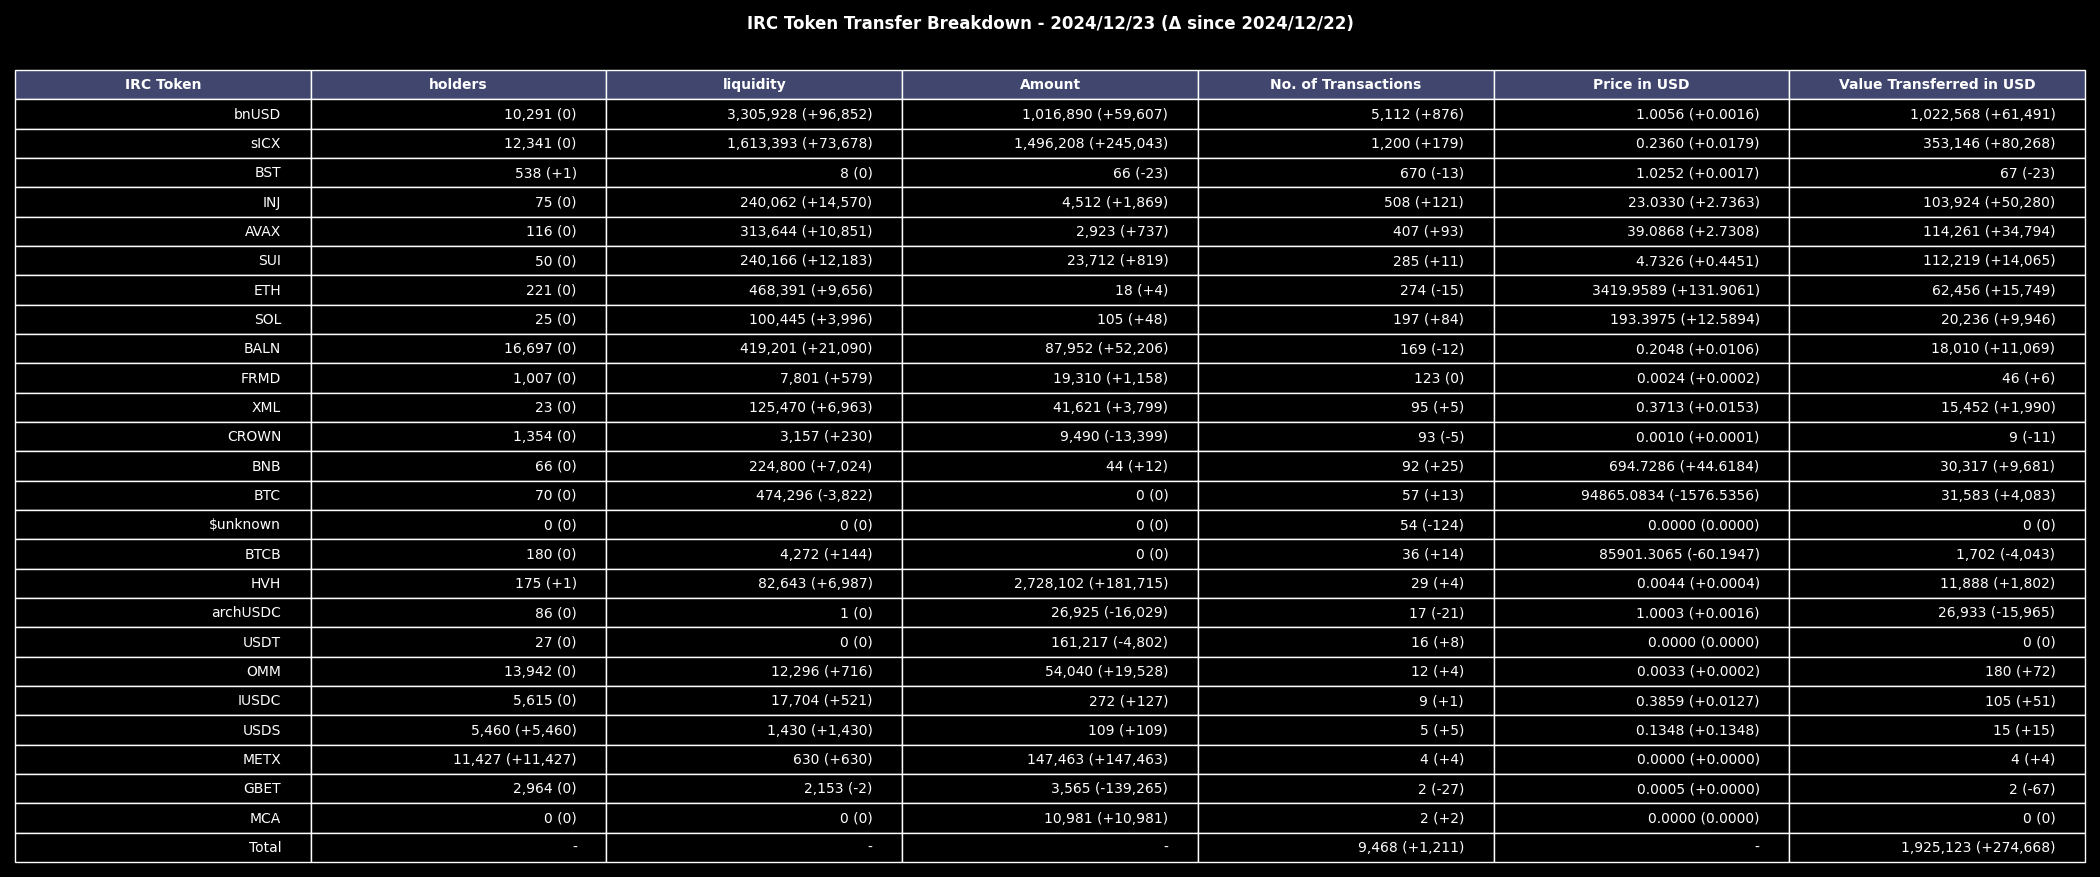 IRC Token Transfer Breakdown - 2024/12/23 (Δ since 2024/12/22)
IRC Token holders liquidity Amount No. of Transactions Price in USD Value Transferred in USD
bnUSD 10,291 (0) 3,305,928 (+96,852) 1,016,890 (+59,607) 5,112 (+876) 1.0056 (+0.0016) 1,022,568 (+61,491)
sICX 12,341 (0) 1,613,393 (+73,678) 1,496,208 (+245,043) 1,200 (+179) 0.2360 (+0.0179) 353,146 (+80,268)
BST 538 (+1) 8 (0) 66 (-23) 670 (-13) 1.0252 (+0.0017) 67 (-23)
INJ 75 (0) 240,062 (+14,570) 4,512 (+1,869) 508 (+121) 23.0330 (+2.7363) 103,924 (+50,280)
AVAX 116 (0) 313,644 (+10,851) 2,923 (+737) 407 (+93) 39.0868 (+2.7308) 114,261 (+34,794)
SUI 50 (0) 240,166 (+12,183) 23,712 (+819) 285 (+11) 4.7326 (+0.4451) 112,219 (+14,065)
ETH 221 (0) 468,391 (+9,656) 18 (+4) 274 (-15) 3419.9589 (+131.9061) 62,456 (+15,749)
SOL 25 (0) 100,445 (+3,996) 105 (+48) 197 (+84) 193.3975 (+12.5894) 20,236 (+9,946)
BALN 16,697 (0) 419,201 (+21,090) 87,952 (+52,206) 169 (-12) 0.2048 (+0.0106) 18,010 (+11,069)
FRMD 1,007 (0) 7,801 (+579) 19,310 (+1,158) 123 (0) 0.0024 (+0.0002) 46 (+6)
XML 23 (0) 125,470 (+6,963) 41,621 (+3,799) 95 (+5) 0.3713 (+0.0153) 15,452 (+1,990)
CROWN 1,354 (0) 3,157 (+230) 9,490 (-13,399) 93 (-5) 0.0010 (+0.0001) 9 (-11)
BNB 66 (0) 224,800 (+7,024) 44 (+12) 92 (+25) 694.7286 (+44.6184) 30,317 (+9,681)
BTC 70 (0) 474,296 (-3,822) 0 (0) 57 (+13) 94865.0834 (-1576.5356) 31,583 (+4,083)
$unknown 0 (0) 0 (0) 0 (0) 54 (-124) 0.0000 (0.0000) 0 (0)
BTCB 180 (0) 4,272 (+144) 0 (0) 36 (+14) 85901.3065 (-60.1947) 1,702 (-4,043)
HVH 175 (+1) 82,643 (+6,987) 2,728,102 (+181,715) 29 (+4) 0.0044 (+0.0004) 11,888 (+1,802)
archUSDC 86 (0) 1 (0) 26,925 (-16,029) 17 (-21) 1.0003 (+0.0016) 26,933 (-15,965)
USDT 27 (0) 0 (0) 161,217 (-4,802) 16 (+8) 0.0000 (0.0000) 0 (0)
OMM 13,942 (0) 12,296 (+716) 54,040 (+19,528) 12 (+4) 0.0033 (+0.0002) 180 (+72)
IUSDC 5,615 (0) 17,704 (+521) 272 (+127) 9 (+1) 0.3859 (+0.0127) 105 (+51)
USDS 5,460 (+5,460) 1,430 (+1,430) 109 (+109) 5 (+5) 0.1348 (+0.1348) 15 (+15)
METX 11,427 (+11,427) 630 (+630) 147,463 (+147,463) 4 (+4) 0.0000 (+0.0000) 4 (+4)
GBET 2,964 (0) 2,153 (-2) 3,565 (-139,265) 2 (-27) 0.0005 (+0.0000) 2 (-67)
MCA 0 (0) 0 (0) 10,981 (+10,981) 2 (+2) 0.0000 (0.0000) 0 (0)
Total - - - 9,468 (+1,211) - 1,925,123 (+274,668)